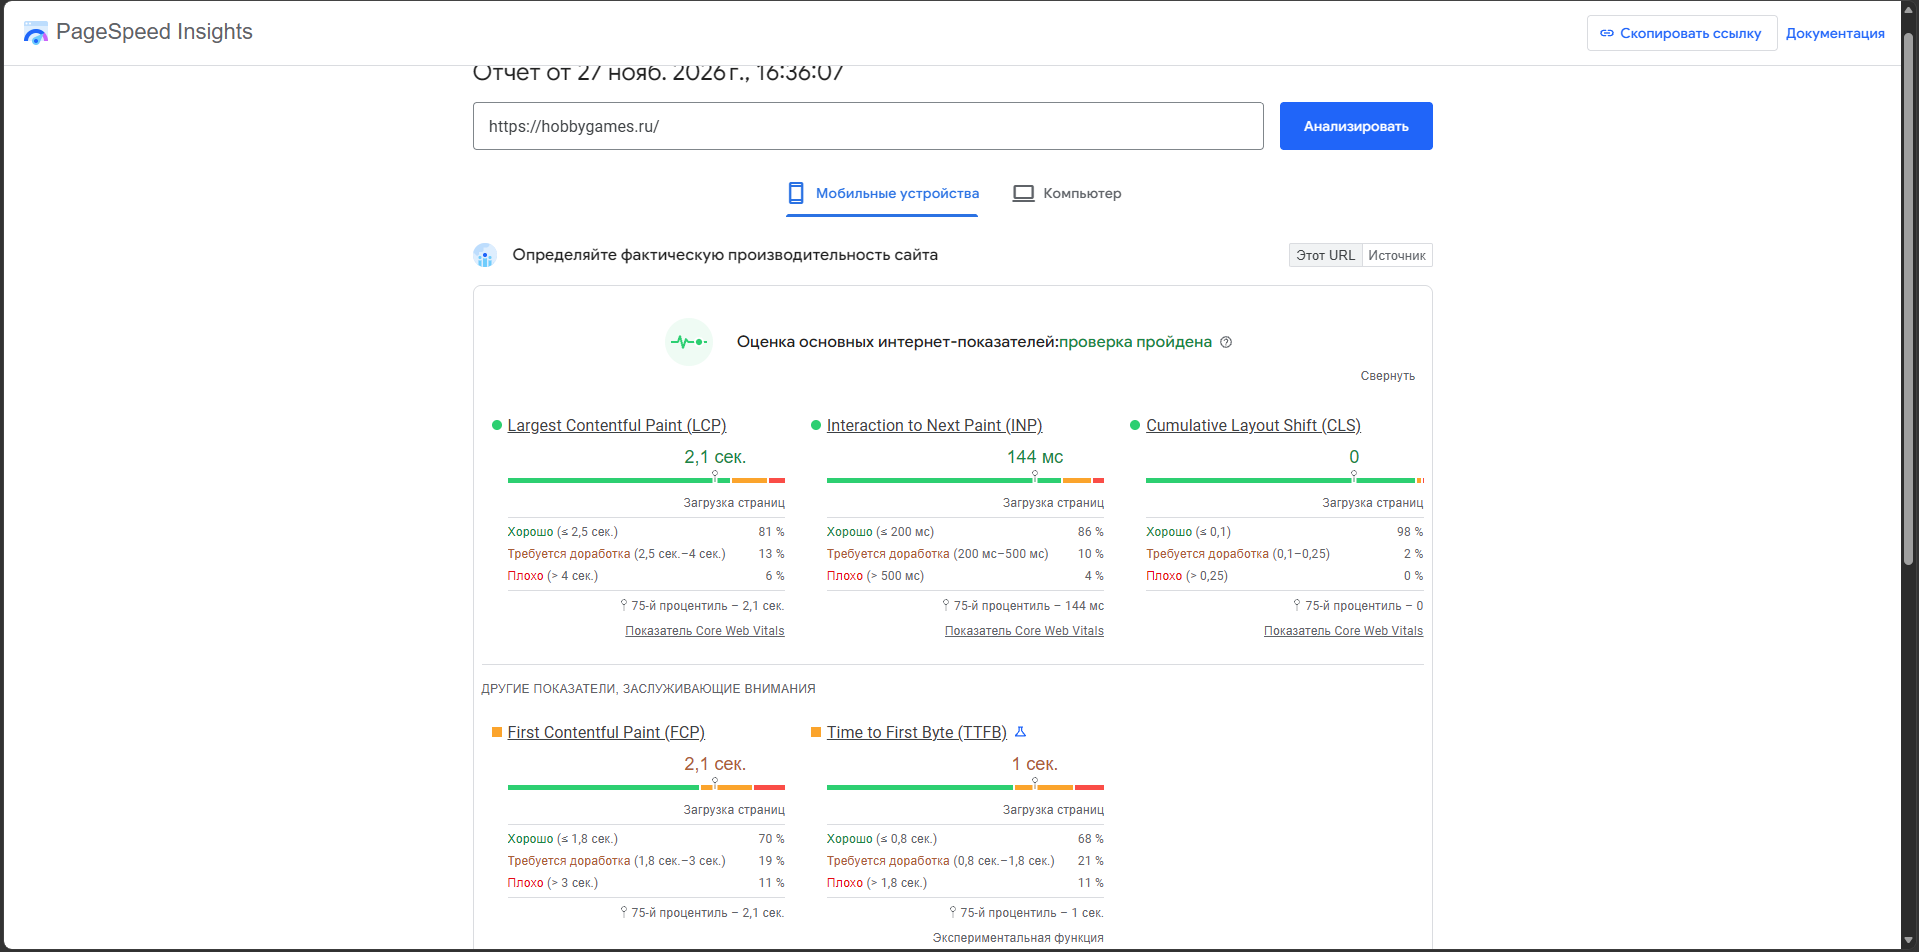 PageSpeed Insights
Скопировать ссылку
Документация
Отчет от 27 нояб. 2026 г., 16:36:07
https://hobbygames.ru/
Анализировать
Мобильные устройства
Компьютер
Определяйте фактическую производительность сайта
Этот URL
Источник
Оценка основных интернет-показателей:проверка пройдена
Свернуть
Largest Contentful Paint (LCP)
2,1 сек.
Загрузка страниц
Хорошо (≤ 2,5 сек.) 81 %
Требуется доработка (2,5 сек.–4 сек.) 13 %
Плохо (> 4 сек.) 6 %
75-й процентиль – 2,1 сек.
Показатель Core Web Vitals
Interaction to Next Paint (INP)
144 мс
Загрузка страниц
Хорошо (≤ 200 мс) 86 %
Требуется доработка (200 мс–500 мс) 10 %
Плохо (> 500 мс) 4 %
75-й процентиль – 144 мс
Показатель Core Web Vitals
Cumulative Layout Shift (CLS)
0
Загрузка страниц
Хорошо (≤ 0,1) 98 %
Требуется доработка (0,1–0,25) 2 %
Плохо (> 0,25) 0 %
75-й процентиль – 0
Показатель Core Web Vitals
ДРУГИЕ ПОКАЗАТЕЛИ, ЗАСЛУЖИВАЮЩИЕ ВНИМАНИЯ
First Contentful Paint (FCP)
2,1 сек.
Загрузка страниц
Хорошо (≤ 1,8 сек.) 70 %
Требуется доработка (1,8 сек.–3 сек.) 19 %
Плохо (> 3 сек.) 11 %
75-й процентиль – 2,1 сек.
Time to First Byte (TTFB)
1 сек.
Загрузка страниц
Хорошо (≤ 0,8 сек.) 68 %
Требуется доработка (0,8 сек.–1,8 сек.) 21 %
Плохо (> 1,8 сек.) 11 %
75-й процентиль – 1 сек.
Экспериментальная функция